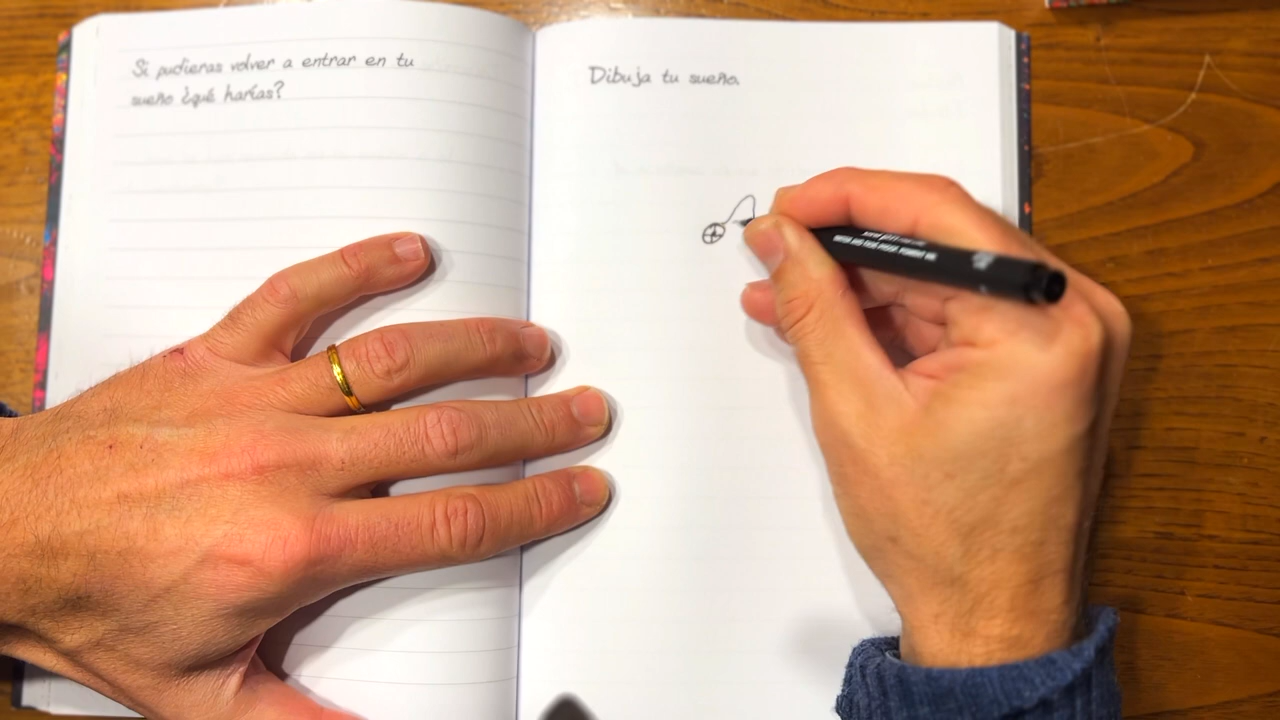 Si pudieras volver a entrar en tu
sueño ¿qué harías?
Dibuja tu sueño.